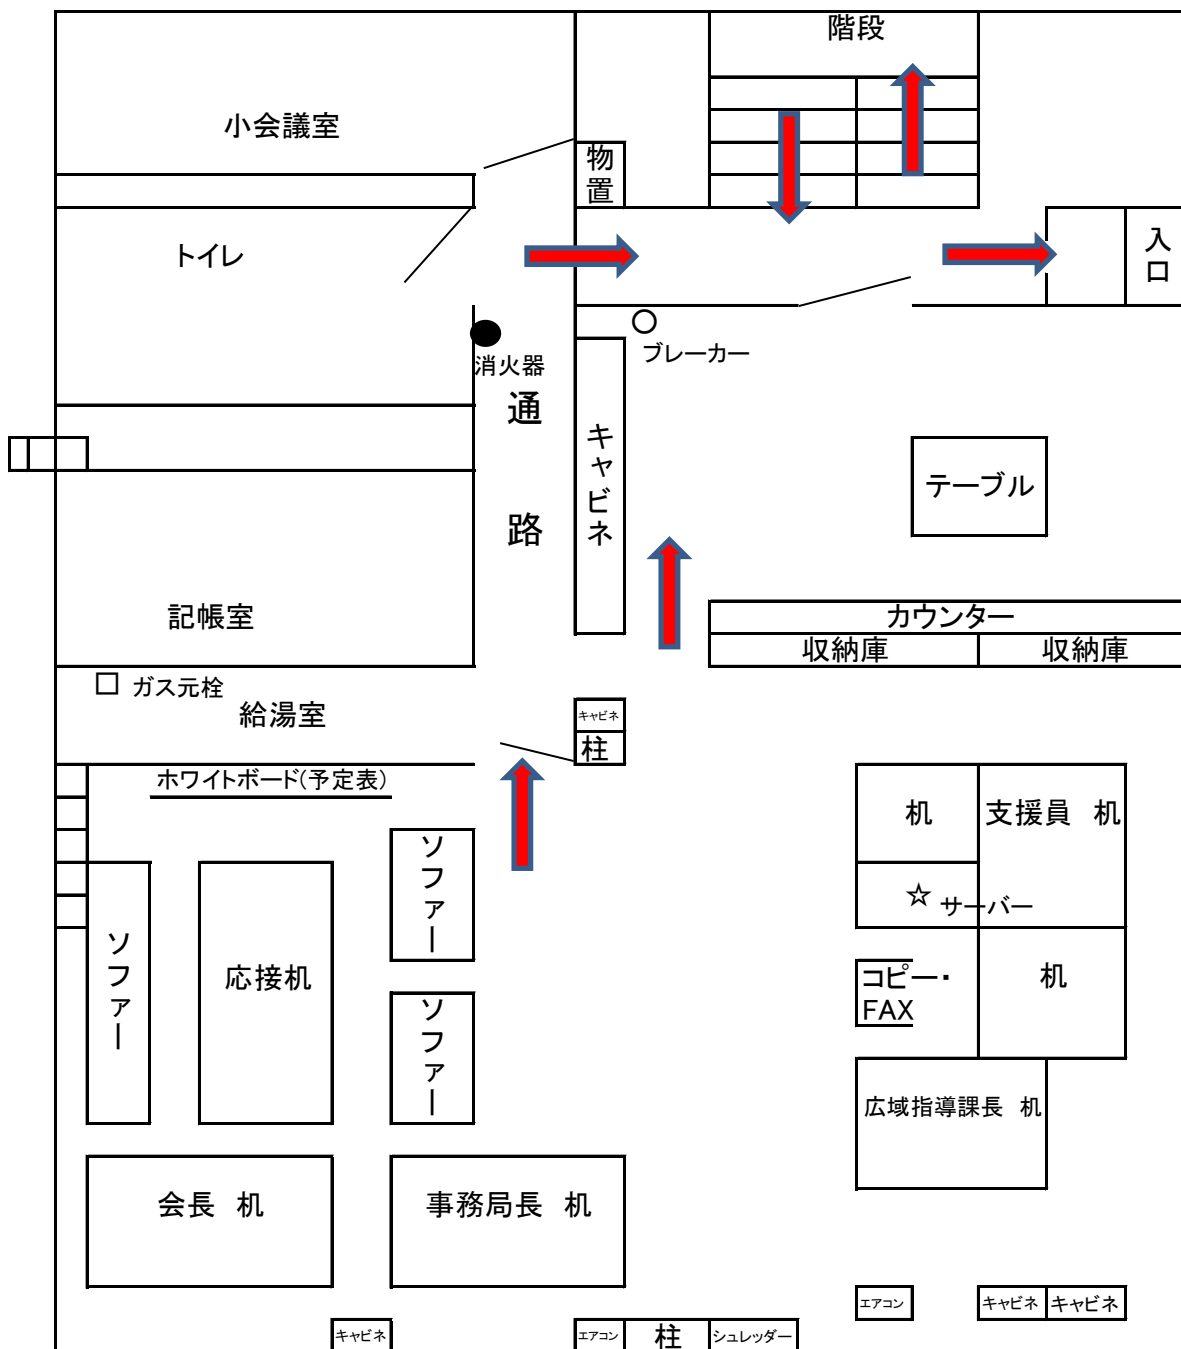 階段
小会議室
物置
トイレ
入口
ブレーカー
消火器
通路
キャビネ
テーブル
カウンター
収納庫 収納庫
記帳室
ガス元栓
給湯室
キャビネ
柱
ホワイトボード(予定表)
机 支援員 机
ソファー
☆ サーバー
ソファー
応接机
コピー・
FAX
机
ソファー
広域指導課長 机
会長 机
事務局長 机
エアコン キャビネ キャビネ
キャビネ エアコン 柱 シュレッダー